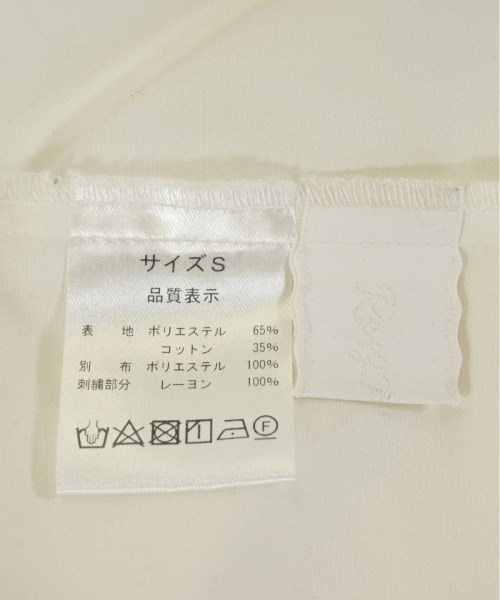 サイズS
品質表示
表 地 ポリエステル 65%
コットン 35%
別 布 ポリエステル 100%
刺繍部分 レーヨン 100%
F